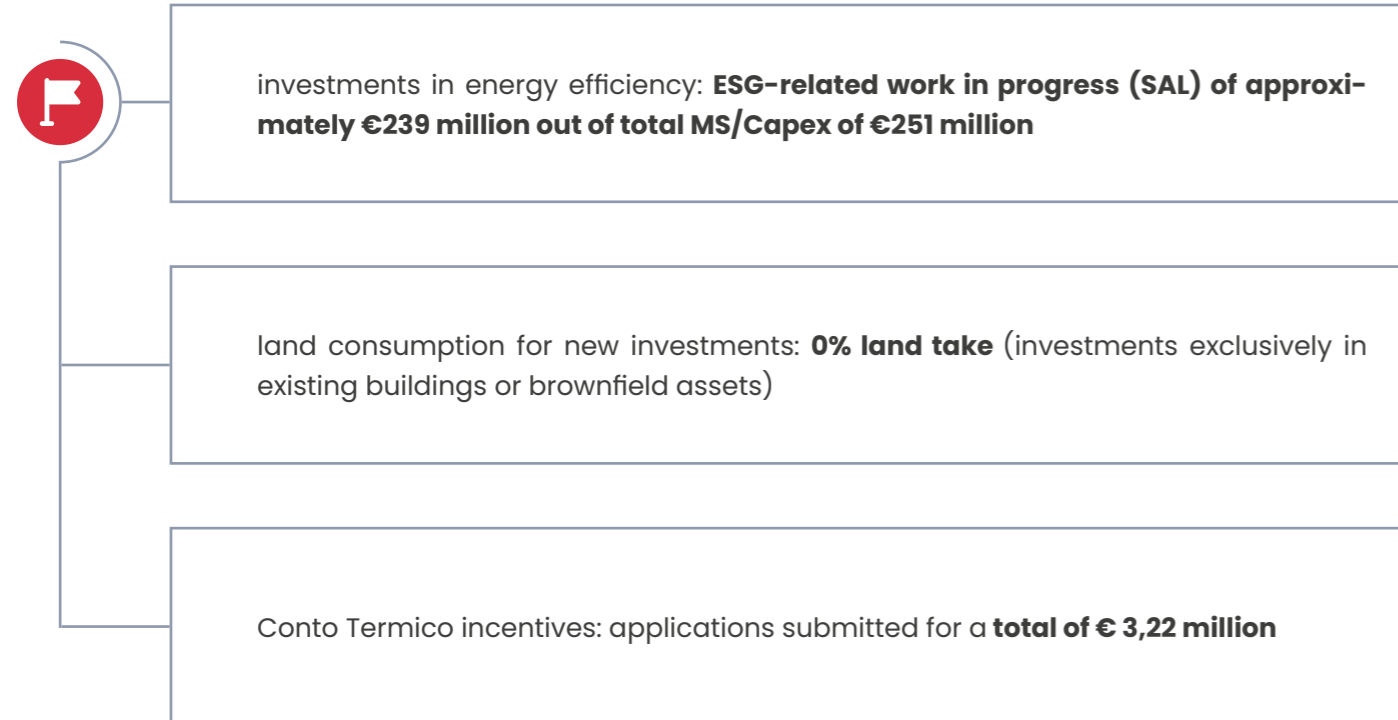 investments in energy efficiency: ESG-related work in progress (SAL) of approxi-
mately €239 million out of total MS/Capex of €251 million
land consumption for new investments: 0% land take (investments exclusively in
existing buildings or brownfield assets)
Conto Termico incentives: applications submitted for a total of € 3,22 million